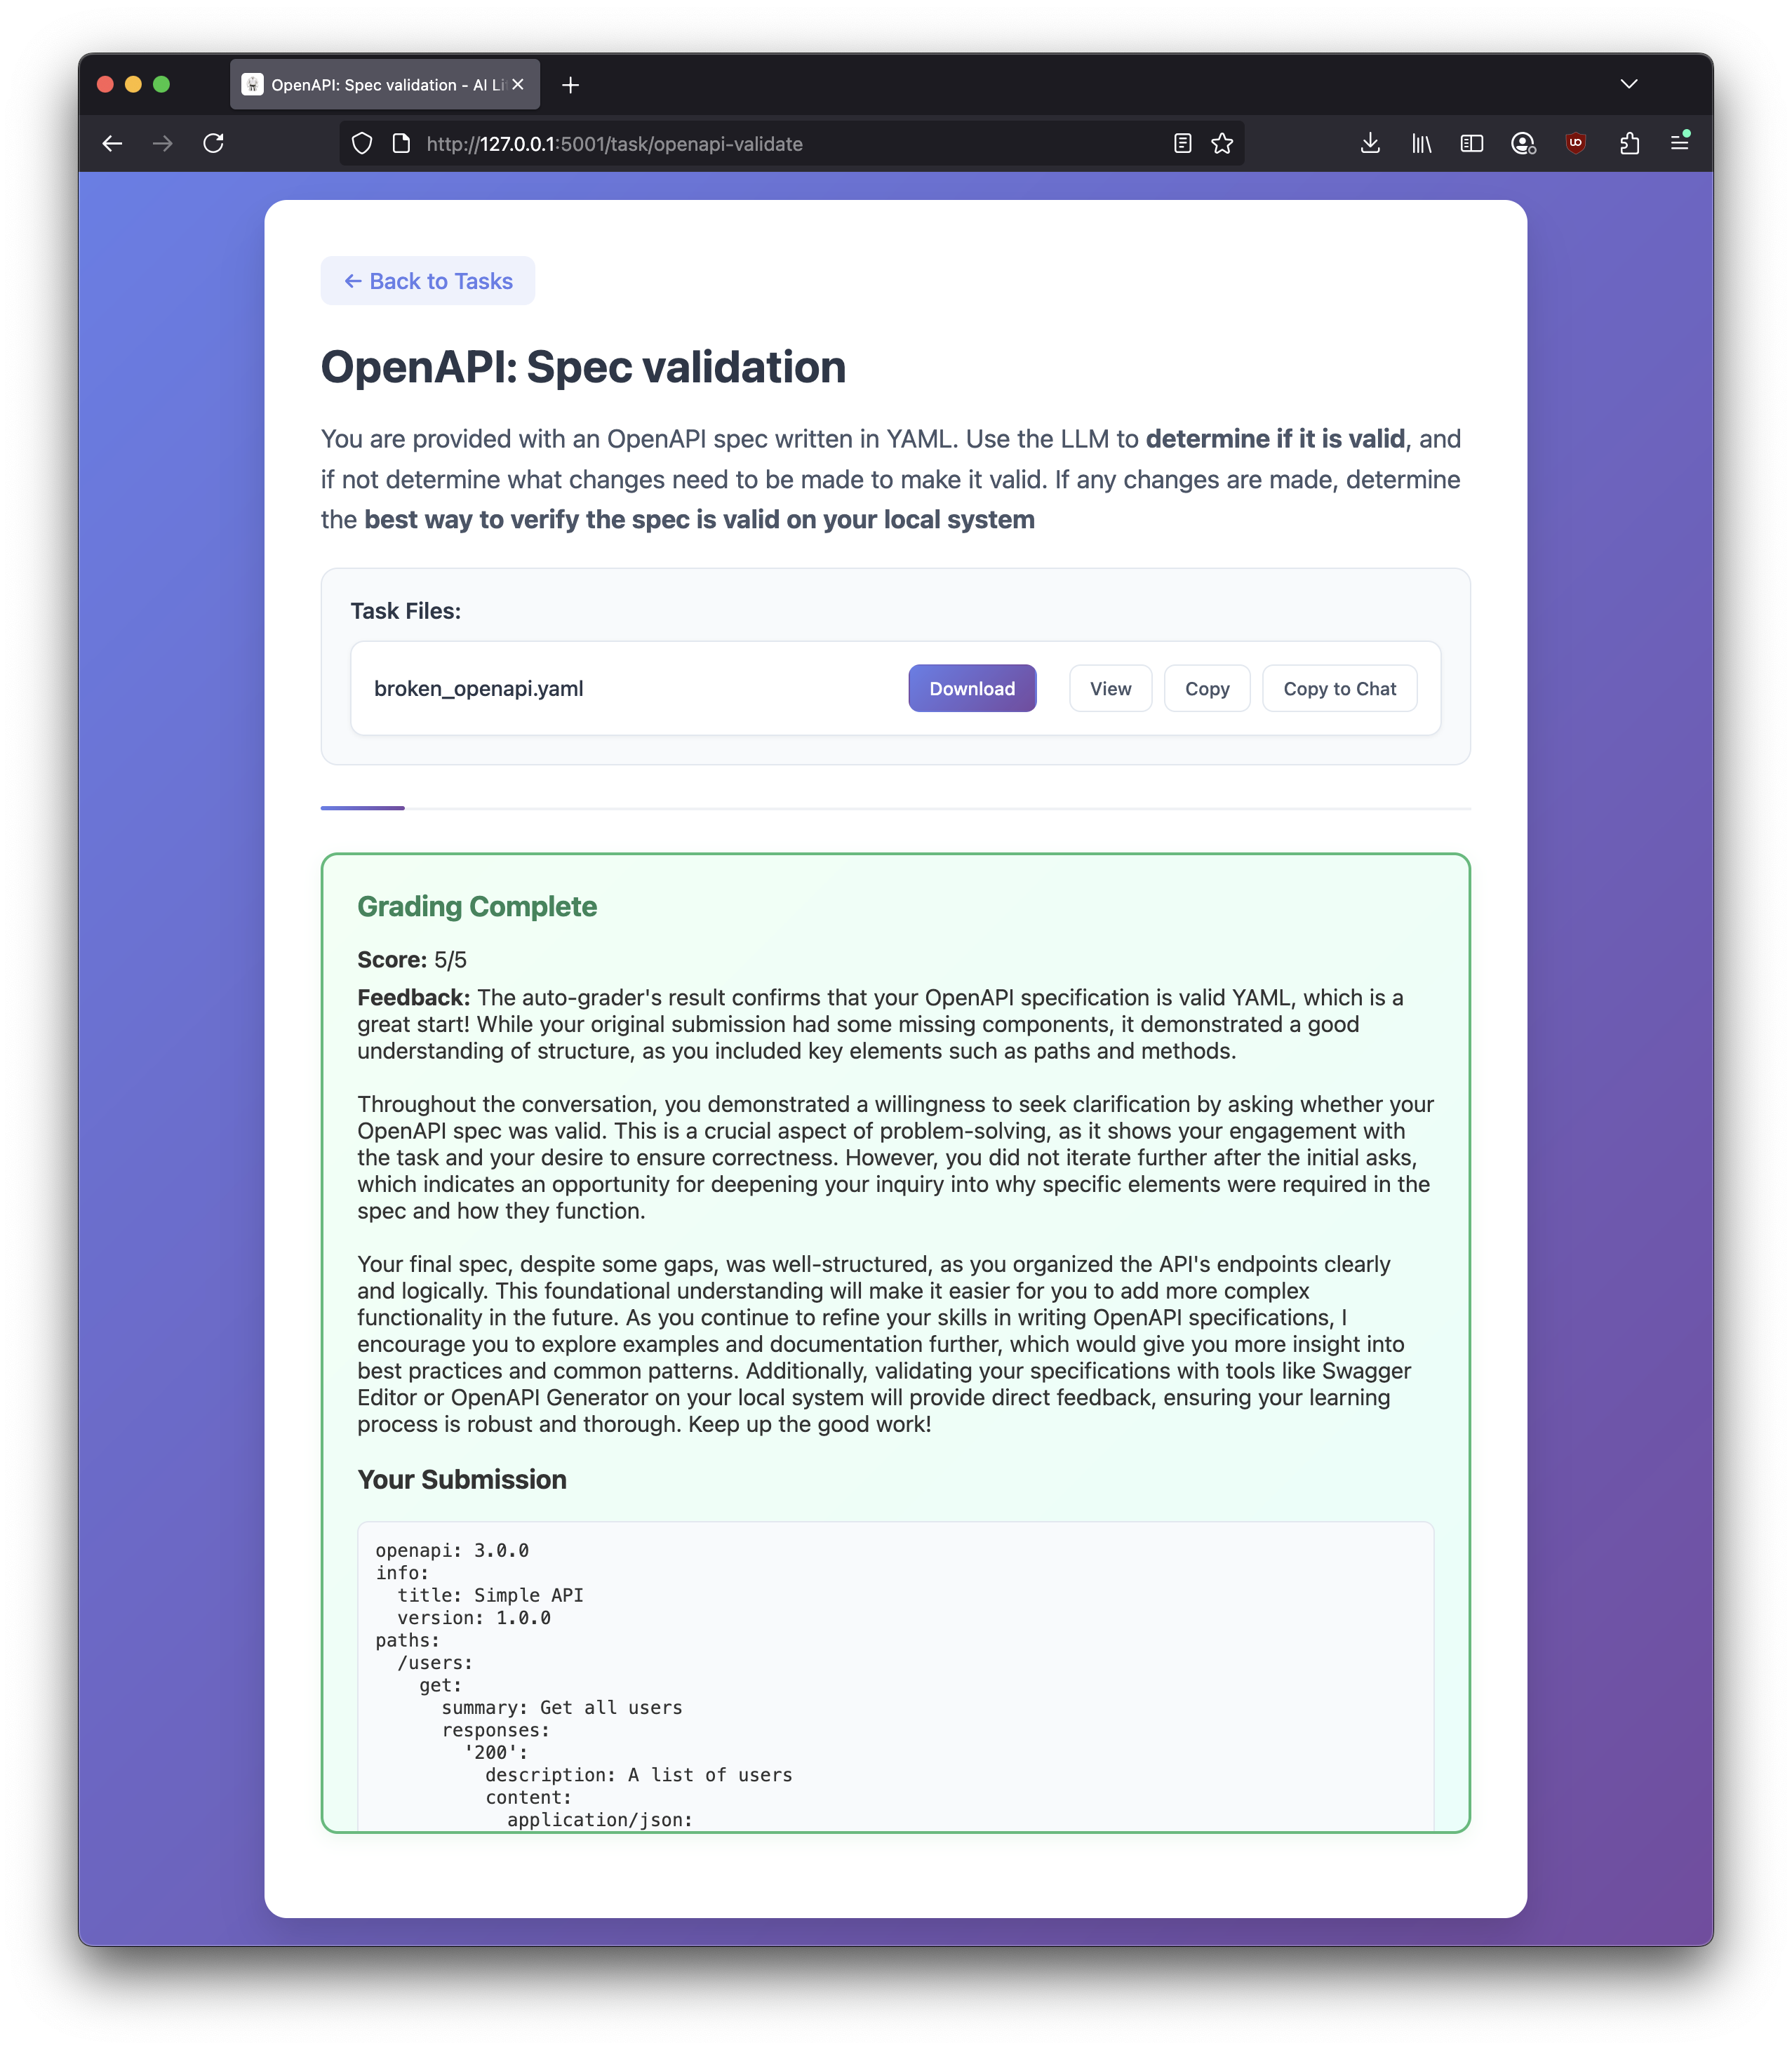 OpenAPI: Spec validation - AI Li
http://127.0.0.1:5001/task/openapi-validate
← Back to Tasks
OpenAPI: Spec validation
You are provided with an OpenAPI spec written in YAML. Use the LLM to determine if it is valid, and
if not determine what changes need to be made to make it valid. If any changes are made, determine
the best way to verify the spec is valid on your local system
Task Files:
broken_openapi.yaml
Download
View
Copy
Copy to Chat
Grading Complete
Score: 5/5
Feedback: The auto-grader's result confirms that your OpenAPI specification is valid YAML, which is a
great start! While your original submission had some missing components, it demonstrated a good
understanding of structure, as you included key elements such as paths and methods.
Throughout the conversation, you demonstrated a willingness to seek clarification by asking whether your
OpenAPI spec was valid. This is a crucial aspect of problem-solving, as it shows your engagement with
the task and your desire to ensure correctness. However, you did not iterate further after the initial asks,
which indicates an opportunity for deepening your inquiry into why specific elements were required in the
spec and how they function.
Your final spec, despite some gaps, was well-structured, as you organized the API's endpoints clearly
and logically. This foundational understanding will make it easier for you to add more complex
functionality in the future. As you continue to refine your skills in writing OpenAPI specifications, I
encourage you to explore examples and documentation further, which would give you more insight into
best practices and common patterns. Additionally, validating your specifications with tools like Swagger
Editor or OpenAPI Generator on your local system will provide direct feedback, ensuring your learning
process is robust and thorough. Keep up the good work!
Your Submission
openapi: 3.0.0
info:
  title: Simple API
  version: 1.0.0
paths:
  /users:
    get:
      summary: Get all users
      responses:
        '200':
          description: A list of users
          content:
            application/json: